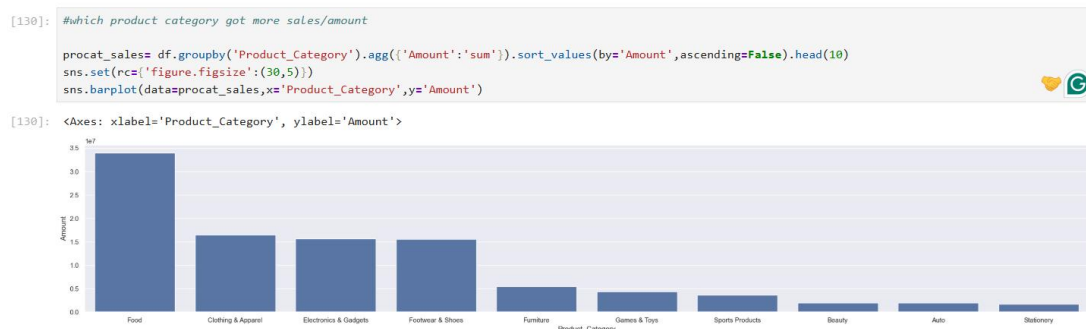 [130]: #which product category got more sales/amount
procat_sales= df.groupby('Product_Category').agg({'Amount':'sum'}).sort_values(by='Amount',ascending=False).head(10)
sns.set(rc={'figure.figsize':(30,5)})
sns.barplot(data=procat_sales,x='Product_Category',y='Amount')
G
[130]: <Axes: xlabel='Product_Category', ylabel='Amount'>
1e7
3.5
3.0
2.5
2.0
1.5
1.0
0.5
0.0
Amount
Food Clothing & Apparel Electronics & Gadgets Footwear & Shoes Furniture Games & Toys Sports Products Beauty Auto Stationery
Product_Category